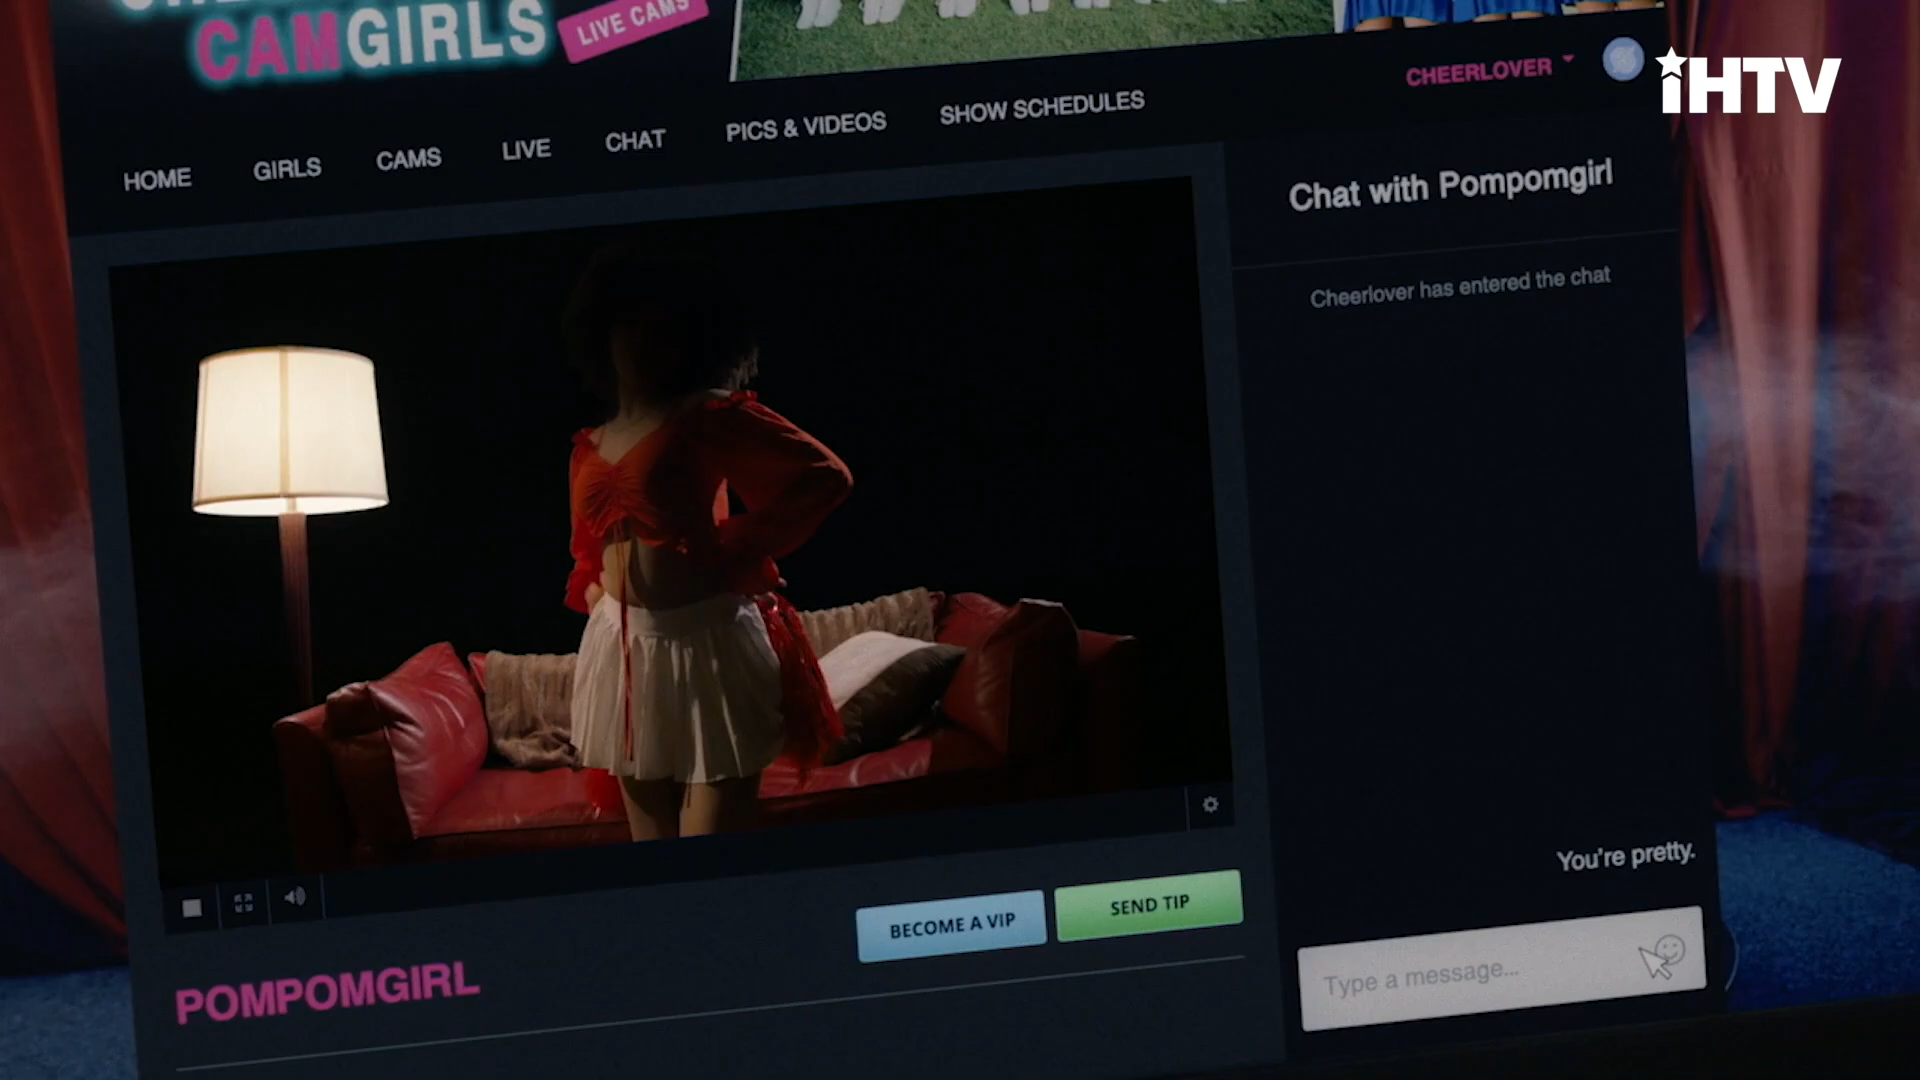 CAMGIRLS
LIVE CAMS
CHEERLOVER
iHTV
HOME
GIRLS
CAMS
LIVE
CHAT
PICS & VIDEOS
SHOW SCHEDULES
Chat with Pompomgirl
Cheerlover has entered the chat
You're pretty.
BECOME A VIP
SEND TIP
Type a message...
POMPOMGIRL